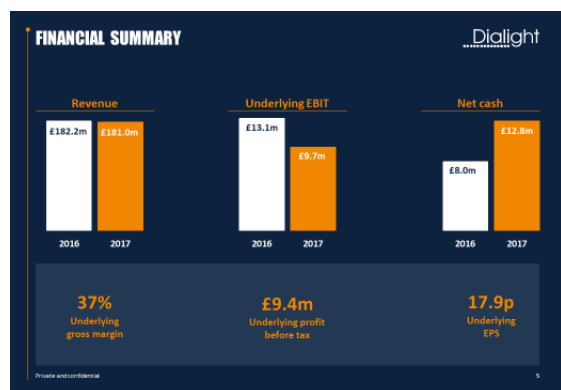 FINANCIAL SUMMARY
Dialight
Revenue
Underlying EBIT
Net cash
£182.2m
£181.0m
£13.1m
£9.7m
£8.0m
£12.8m
2016
2017
2016
2017
2016
2017
37%
Underlying
gross margin
£9.4m
Underlying profit
before tax
17.9p
Underlying
EPS
Private and confidential
5